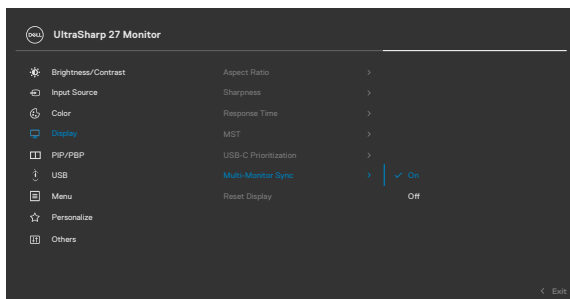 DELL UltraSharp 27 Monitor
Brightness/Contrast Aspect Ratio >
Input Source Sharpness >
Color Response Time >
Display MST >
PIP/PBP USB-C Prioritization >
USB Multi-Monitor Sync > ✓ On
Menu Reset Display Off
Personalize
Others
< Exit